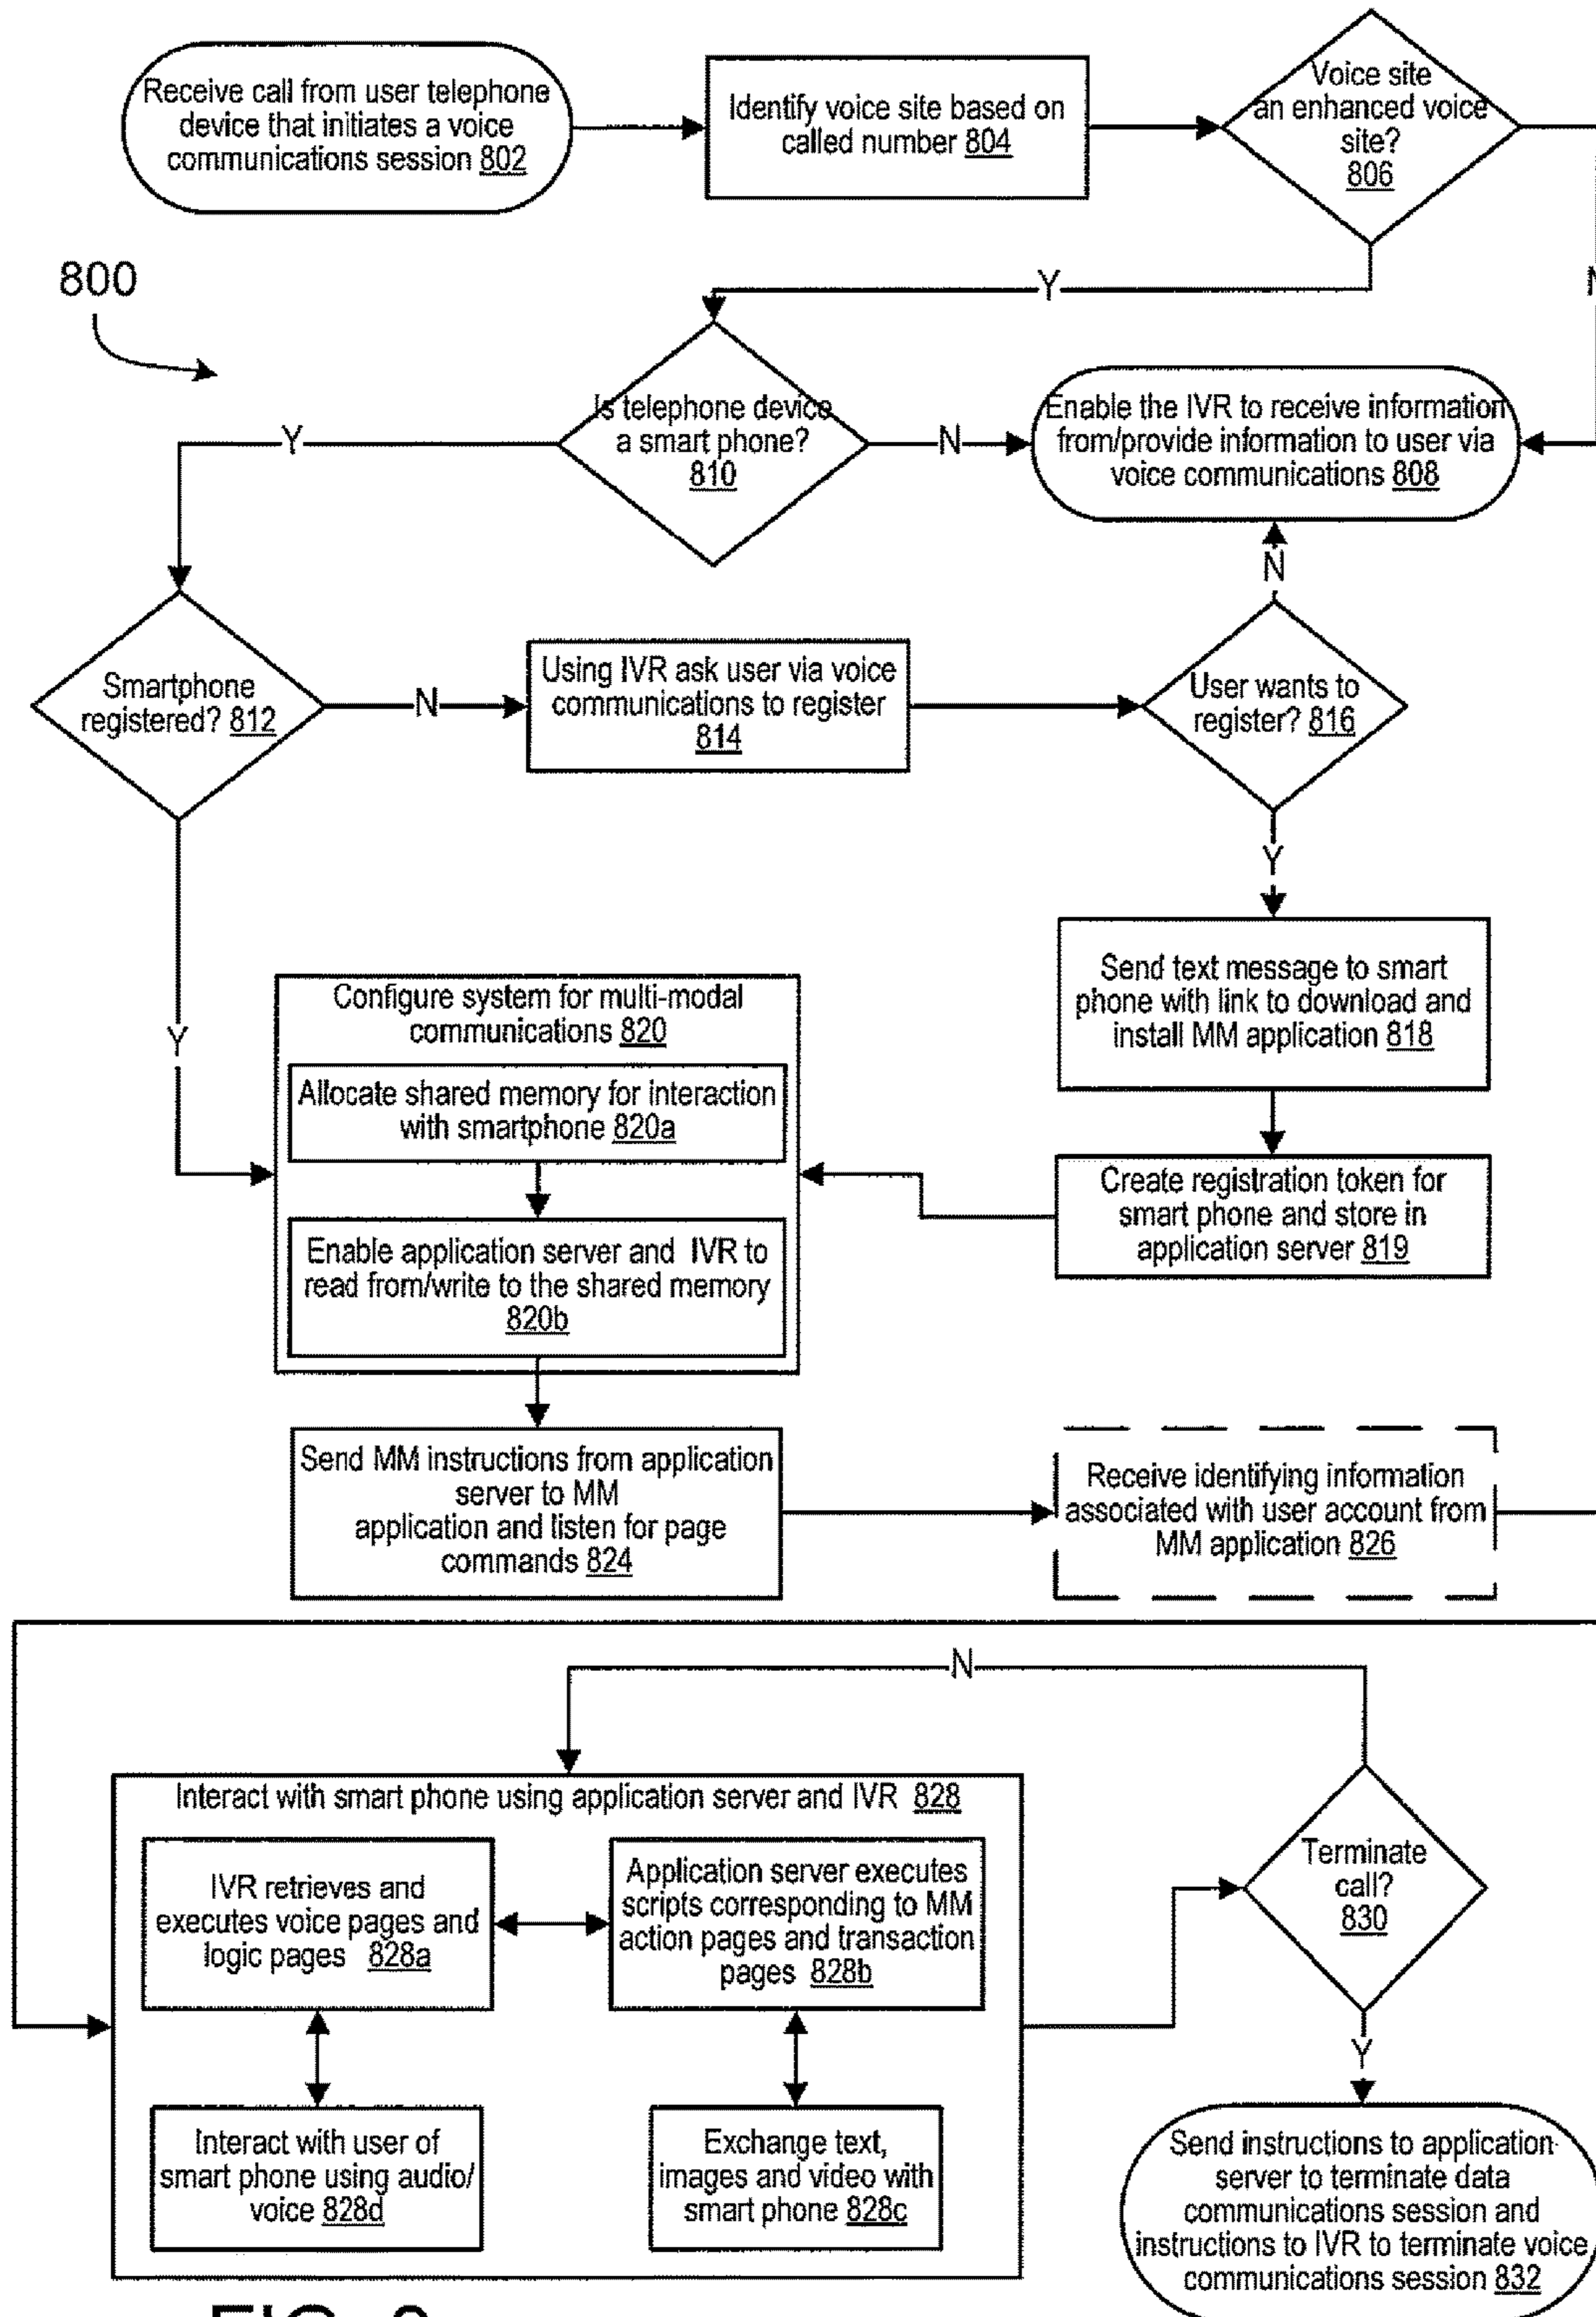 Receive call from user telephone
device that initiates a voice
communications session 802
Identify voice site based on
called number 804
Voice site
an enhanced voice
site?
806
800
Y
N
Is telephone device
a smart phone?
810
Y
N
Enable the IVR to receive information
from/provide information to user via
voice communications 808
N
Smartphone
registered? 812
N
Using IVR ask user via voice
communications to register
814
User wants to
register? 816
Y
Y
Send text message to smart
phone with link to download and
install MM application 818
Configure system for multi-modal
communications 820
Allocate shared memory for interaction
with smartphone 820a
Enable application server and IVR to
read from/write to the shared memory
820b
Create registration token for
smart phone and store in
application server 819
Send MM instructions from application
server to MM
application and listen for page
commands 824
Receive identifying information
associated with user account from
MM application 826
N
Interact with smart phone using application server and IVR 828
IVR retrieves and
executes voice pages and
logic pages 828a
Application server executes
scripts corresponding to MM
action pages and transaction
pages 828b
Terminate
call?
830
Y
Interact with user of
smart phone using audio/
voice 828d
Exchange text,
images and video with
smart phone 828c
Send instructions to application
server to terminate data
communications session and
instructions to IVR to terminate voice
communications session 832